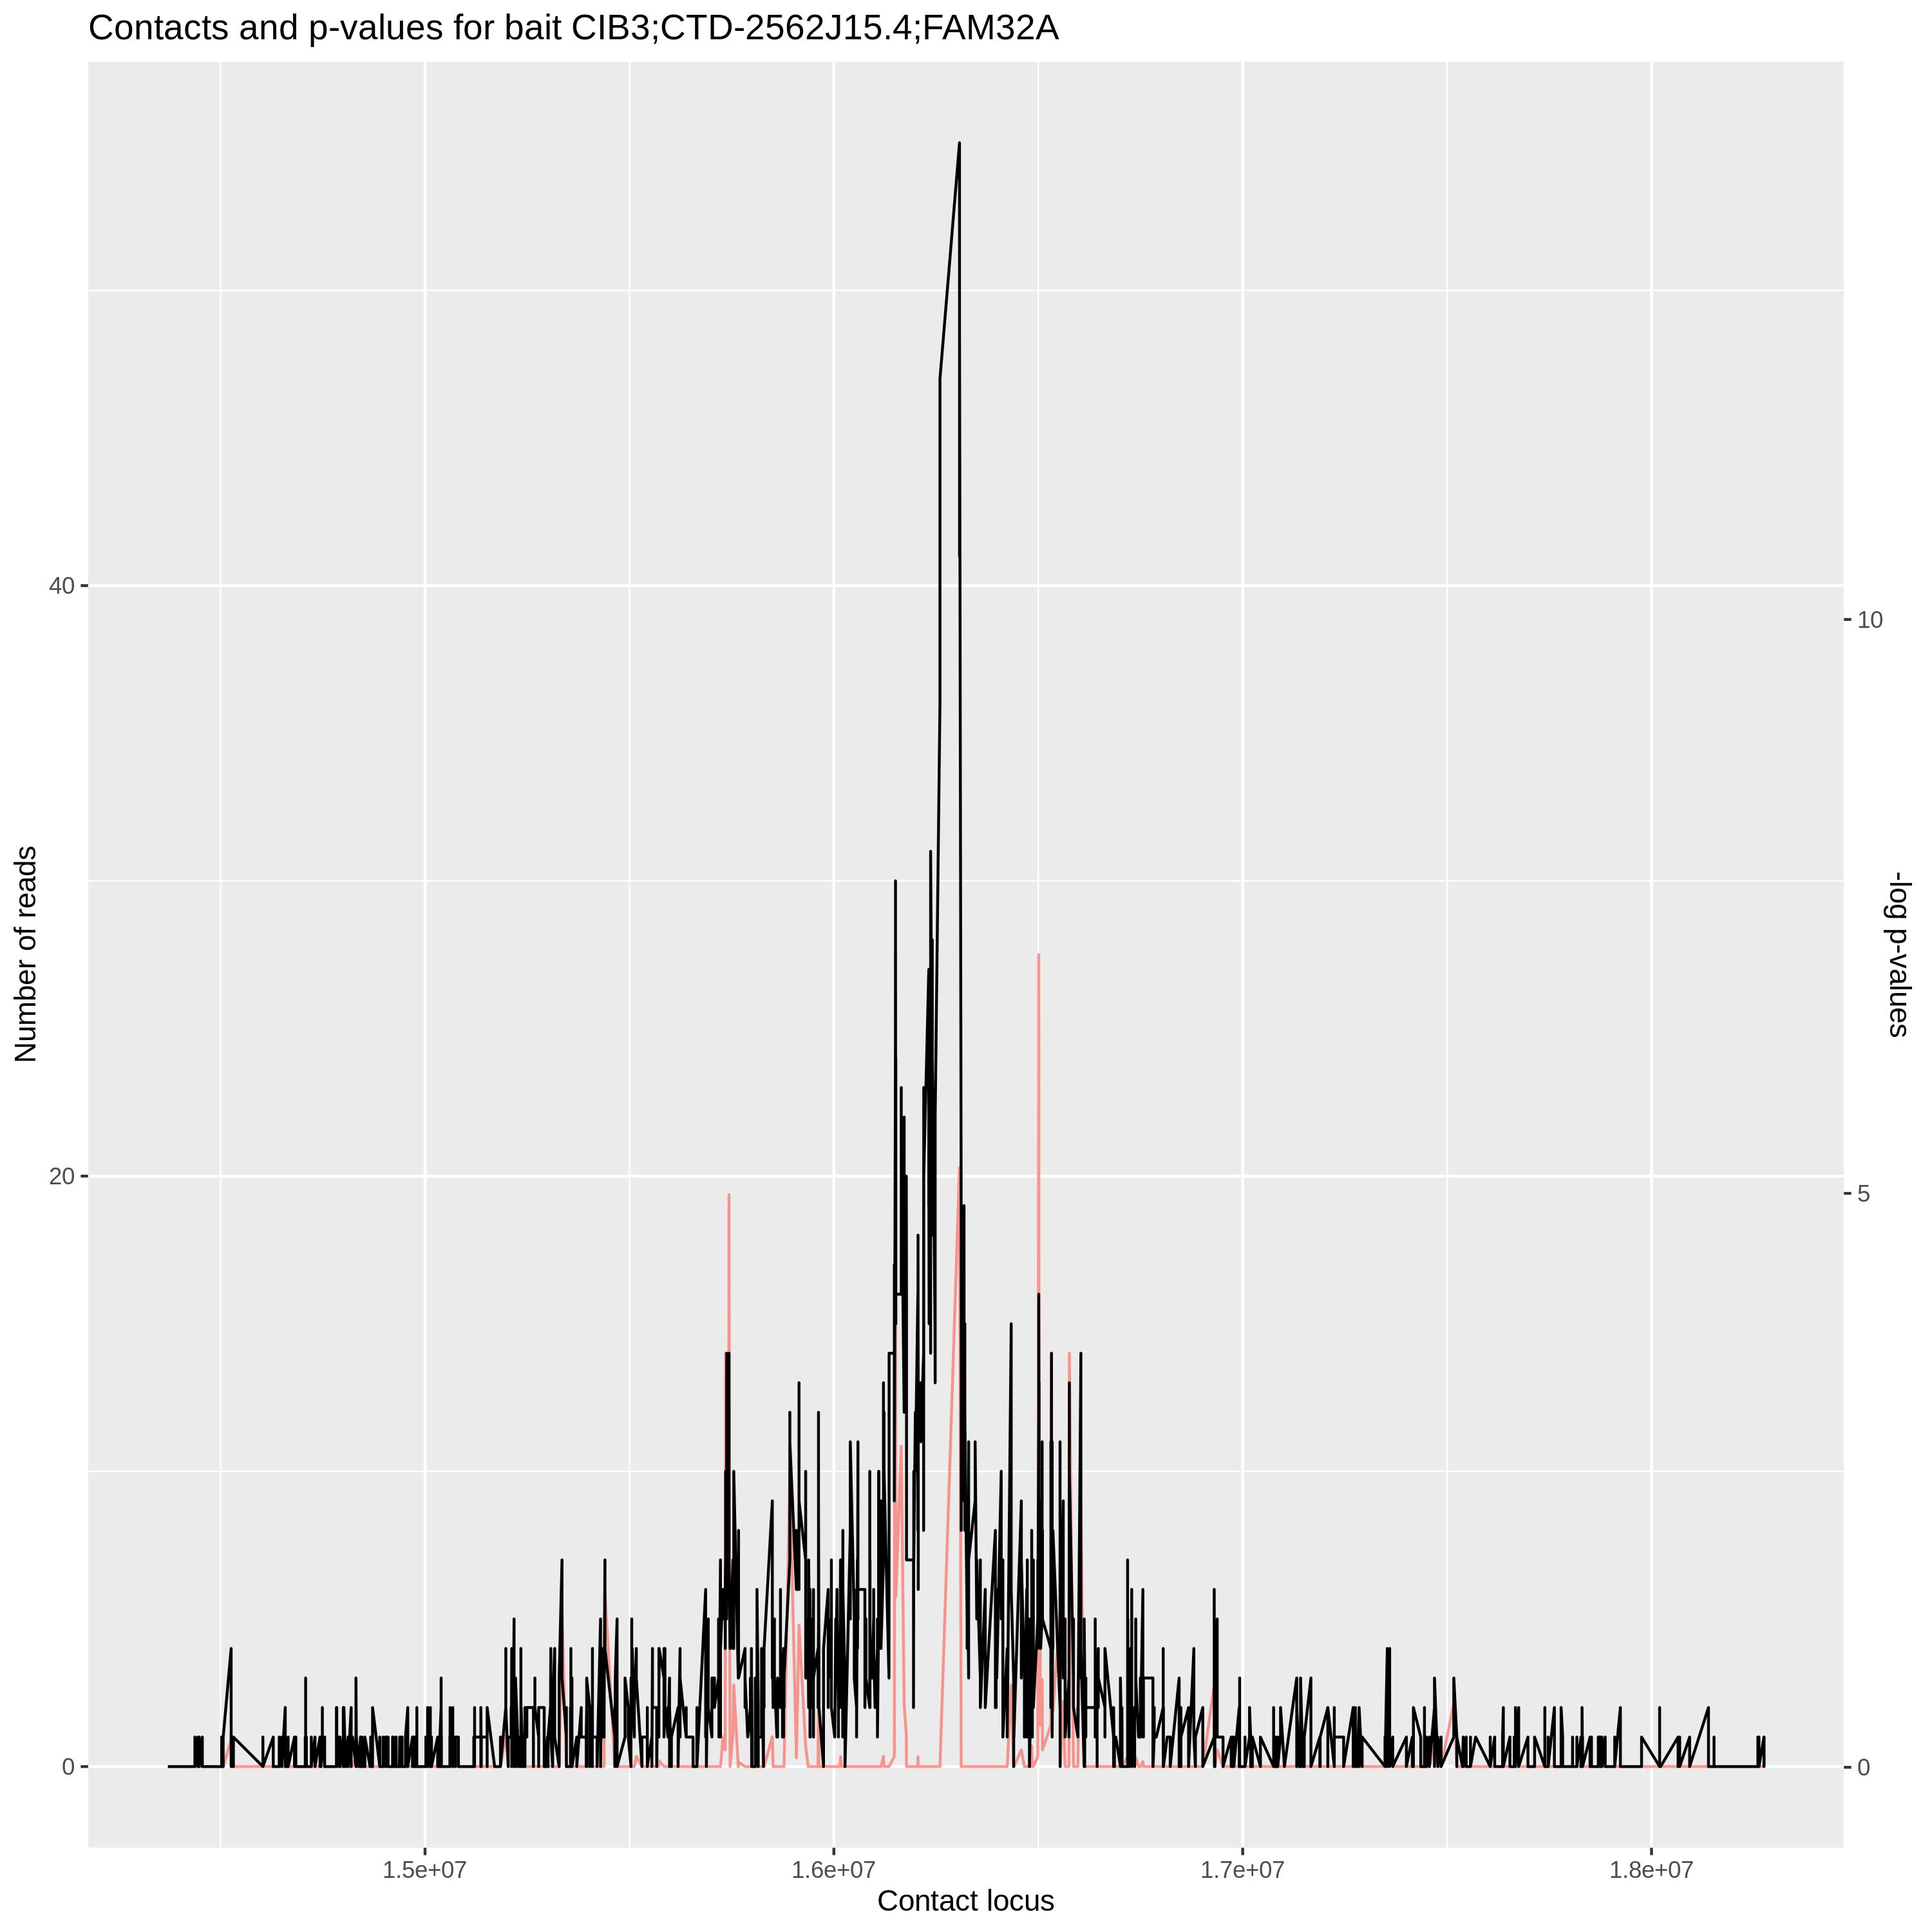 Contacts and p-values for bait CIB3;CTD-2562J15.4;FAM32A
Number of reads
40
20
0
10
5
0
-log p-values
1.5e+07
1.6e+07
1.7e+07
1.8e+07
Contact locus